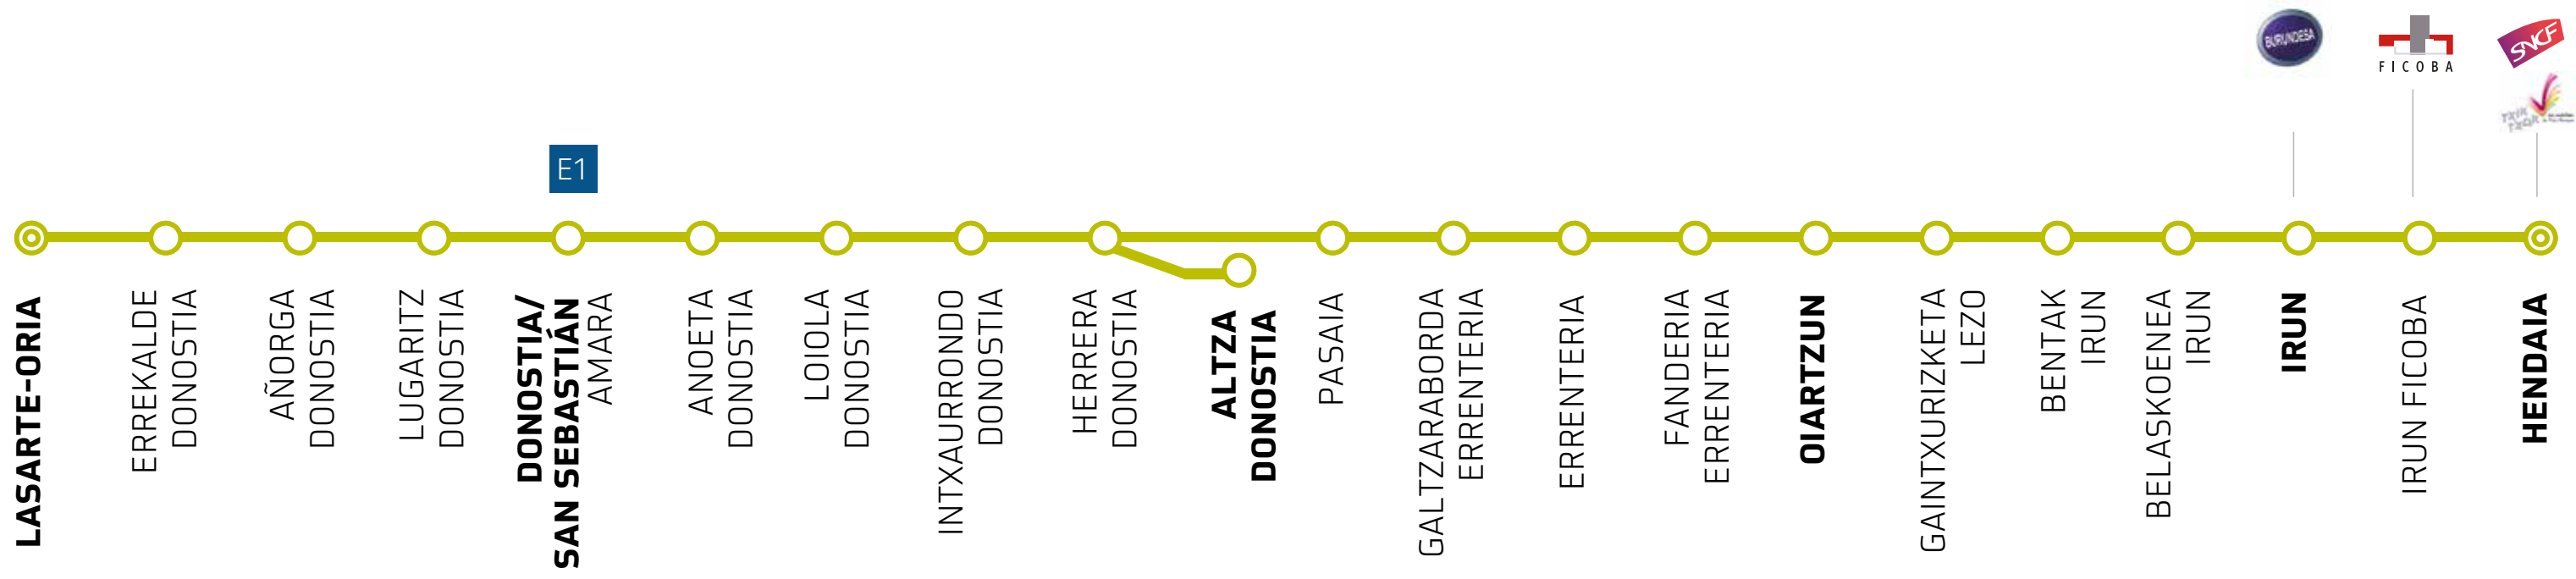 BURUNDESA
FICOBA
SNCF
TXIK
TXAK
E1
LASARTE-ORIA
ERREKALDE
DONOSTIA
AÑORGA
DONOSTIA
LUGARITZ
DONOSTIA
DONOSTIA/
SAN SEBASTIÁN
AMARA
ANOETA
DONOSTIA
LOIOLA
DONOSTIA
INTXAURRONDO
DONOSTIA
HERRERA
DONOSTIA
ALTZA
DONOSTIA
PASAIA
GALTZARABORDA
ERRENTERIA
ERRENTERIA
FANDERIA
ERRENTERIA
OIARTZUN
GAINTXURIZKETA
LEZO
BENTAK
IRUN
BELASKOENEA
IRUN
IRUN
IRUN FICOBA
HENDAIA